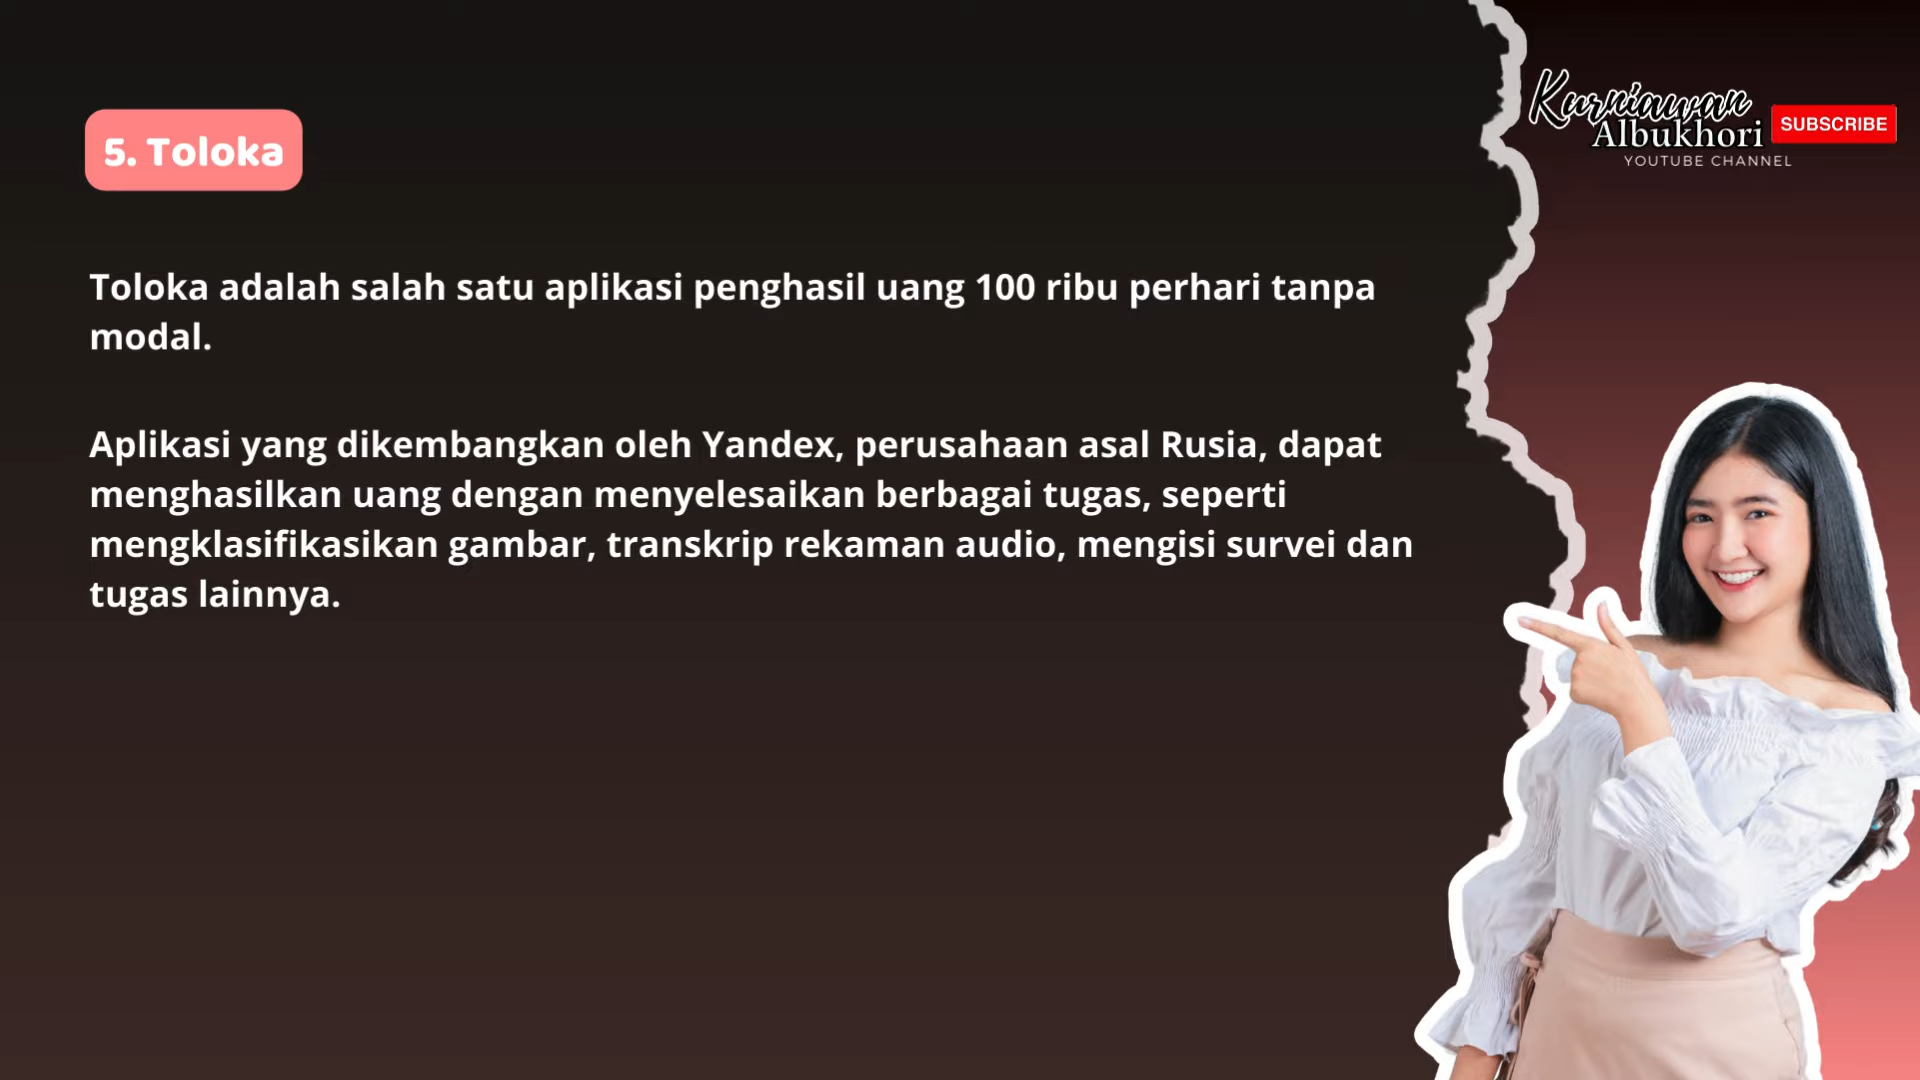 Kurniawan
Albukhori
SUBSCRIBE
YOUTUBE CHANNEL
5. Toloka
Toloka adalah salah satu aplikasi penghasil uang 100 ribu perhari tanpa
modal.
Aplikasi yang dikembangkan oleh Yandex, perusahaan asal Rusia, dapat
menghasilkan uang dengan menyelesaikan berbagai tugas, seperti
mengklasifikasikan gambar, transkrip rekaman audio, mengisi survei dan
tugas lainnya.